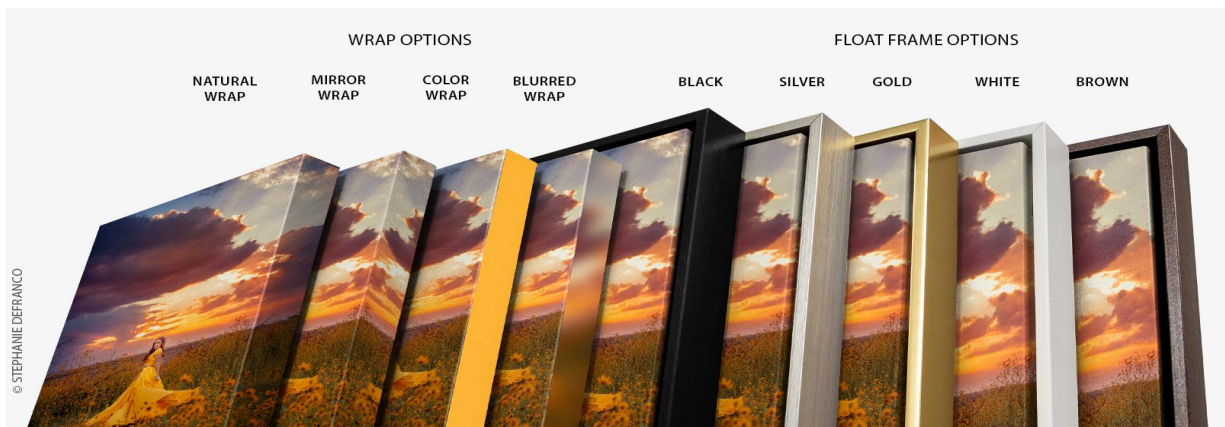 WRAP OPTIONS
FLOAT FRAME OPTIONS
NATURAL
WRAP
MIRROR
WRAP
COLOR
WRAP
BLURRED
WRAP
BLACK
SILVER
GOLD
WHITE
BROWN
© STEPHANIE DEFRANCO